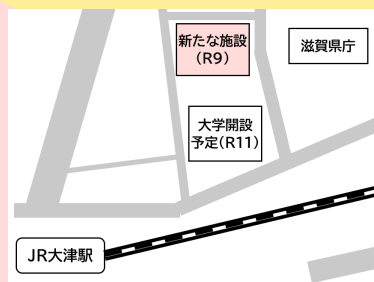 新たな施設
（R9）
滋賀県庁
大学開設
予定(R11)
JR大津駅